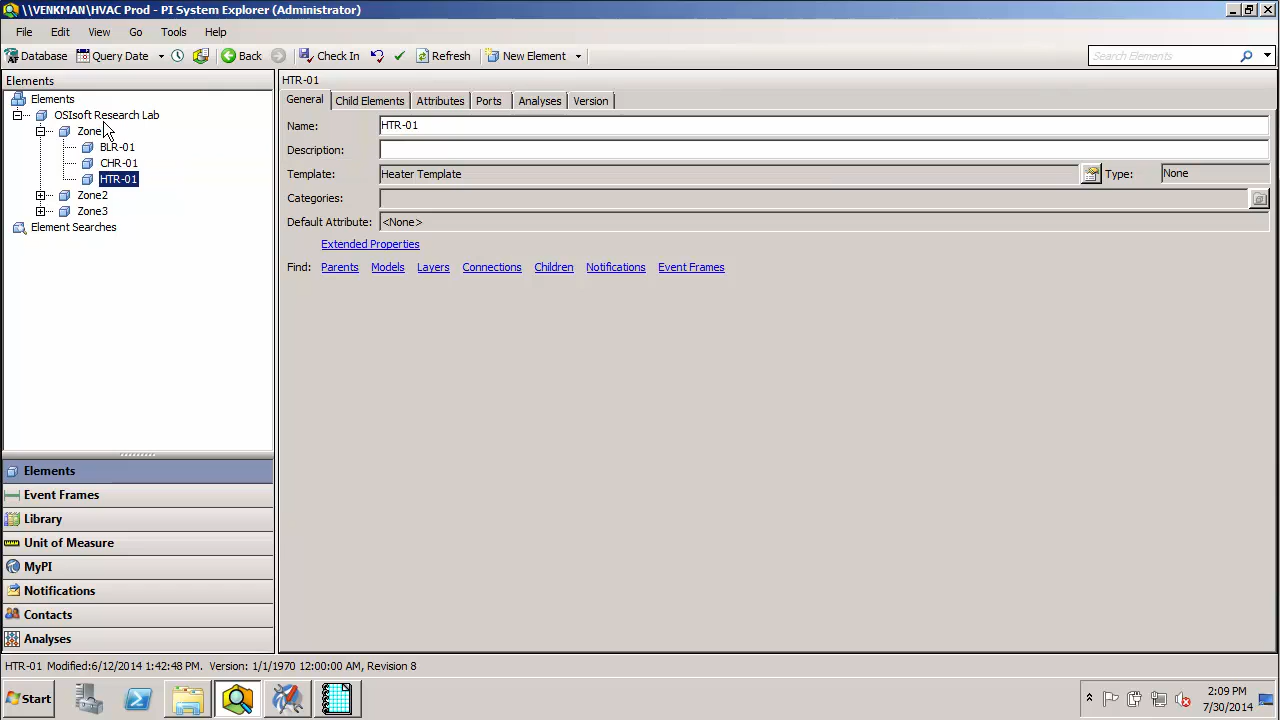 \\VENKMAN\HVAC Prod - PI System Explorer (Administrator)
File Edit View Go Tools Help
Database Query Date Back Check In Refresh New Element Search Elements
Elements
Elements
OSIsoft Research Lab
Zone
BLR-01
CHR-01
HTR-01
Zone2
Zone3
Element Searches
HTR-01
General Child Elements Attributes Ports Analyses Version
Name: HTR-01
Description:
Template: Heater Template Type: None
Categories:
Default Attribute: <None>
Extended Properties
Find: Parents Models Layers Connections Children Notifications Event Frames
Elements
Event Frames
Library
Unit of Measure
MyPI
Notifications
Contacts
Analyses
HTR-01 Modified:6/12/2014 1:42:48 PM. Version: 1/1/1970 12:00:00 AM, Revision 8
Start
2:09 PM
7/30/2014